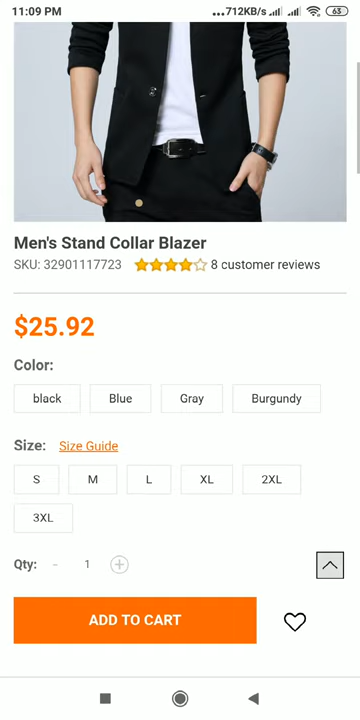 11:09 PM ...712KB/s 63
Men's Stand Collar Blazer
SKU: 32901117723 8 customer reviews
$25.92
Color:
black Blue Gray Burgundy
Size: Size Guide
S M L XL 2XL
3XL
Qty: - 1 +
ADD TO CART